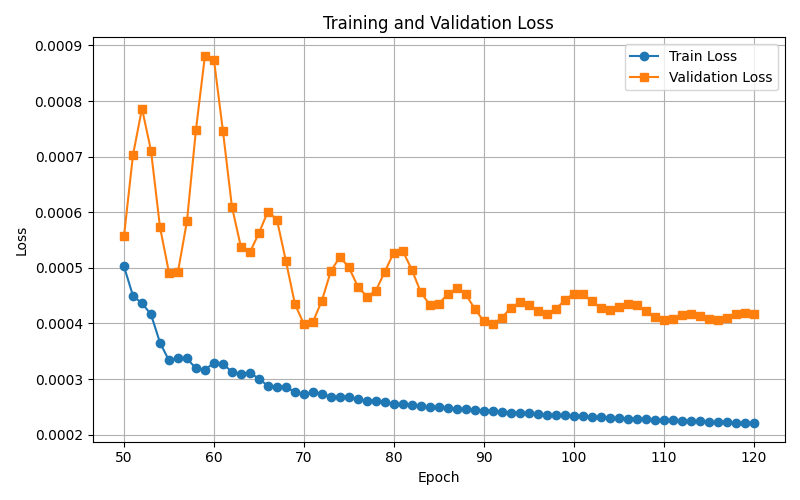 Training and Validation Loss
Train Loss
Validation Loss
Loss
0.0009
0.0008
0.0007
0.0006
0.0005
0.0004
0.0003
0.0002
50 60 70 80 90 100 110 120
Epoch